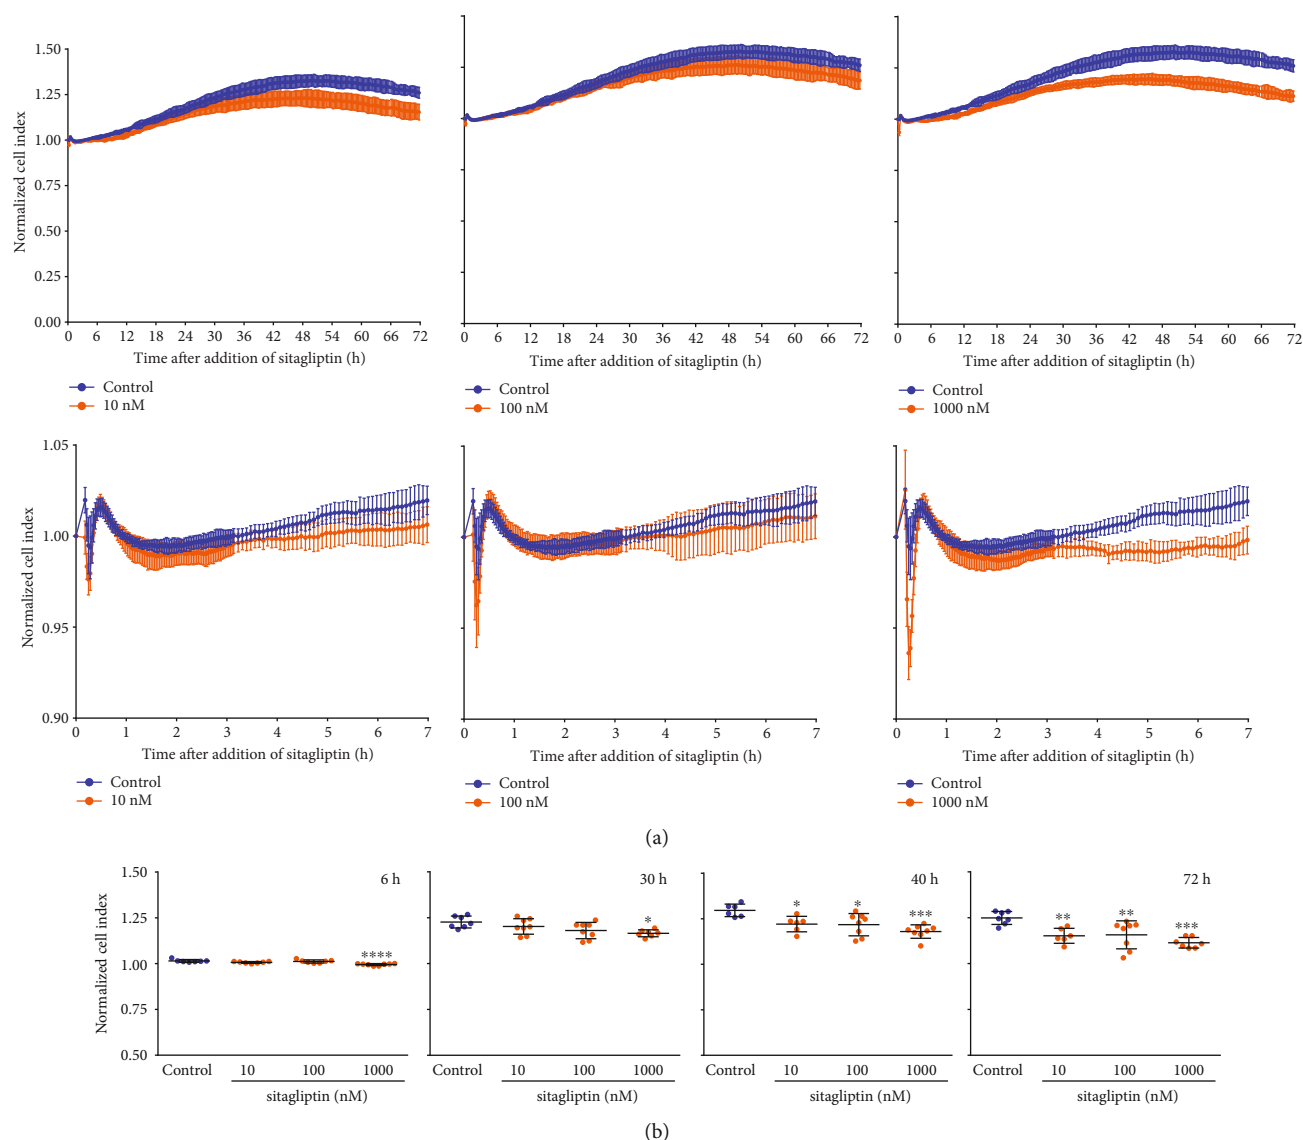 Normalized cell index
1.50
1.25
1.00
0.75
0.50
0.25
0.00
0 6 12 18 24 30 36 42 48 54 60 66 72
0 6 12 18 24 30 36 42 48 54 60 66 72
0 6 12 18 24 30 36 42 48 54 60 66 72
Time after addition of sitagliptin (h)
Time after addition of sitagliptin (h)
Time after addition of sitagliptin (h)
Control
10 nM
Control
100 nM
Control
1000 nM
Normalized cell index
1.05
1.00
0.95
0.90
0 1 2 3 4 5 6 7
0 1 2 3 4 5 6 7
0 1 2 3 4 5 6 7
Time after addition of sitagliptin (h)
Time after addition of sitagliptin (h)
Time after addition of sitagliptin (h)
Control
10 nM
Control
100 nM
Control
1000 nM
(a)
Normalized cell index
1.50
1.25
1.00
0.75
0.50
6 h
****
Control 10 100 1000
sitagliptin (nM)
30 h
*
Control 10 100 1000
sitagliptin (nM)
40 h
* * ***
Control 10 100 1000
sitagliptin (nM)
72 h
** ** ***
Control 10 100 1000
sitagliptin (nM)
(b)